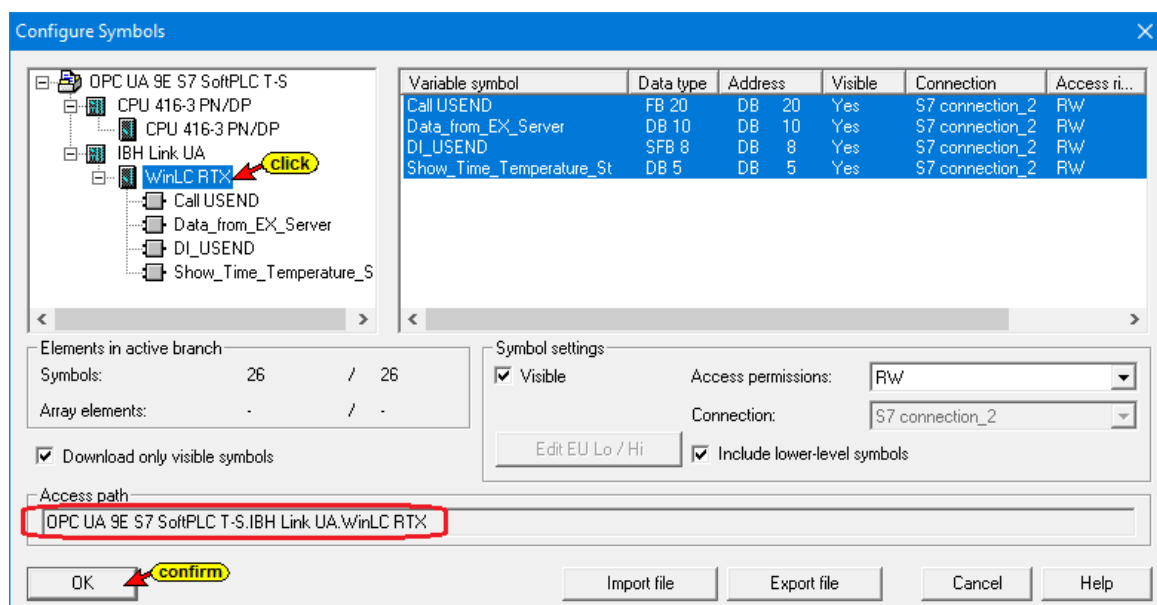 Configure Symbols
OPC UA 9E S7 SoftPLC T-S
CPU 416-3 PN/DP
CPU 416-3 PN/DP
IBH Link UA
WinLC RTX
click
Call USEND
Data_from_EX_Server
DI_USEND
Show_Time_Temperature_S
Variable symbol Data type Address Visible Connection Access ri...
Call USEND FB 20 DB 20 Yes S7 connection_2 RW
Data_from_EX_Server DB 10 DB 10 Yes S7 connection_2 RW
DI_USEND SFB 8 DB 8 Yes S7 connection_2 RW
Show_Time_Temperature_St DB 5 DB 5 Yes S7 connection_2 RW
Elements in active branch
Symbols: 26 / 26
Array elements: - / -
Download only visible symbols
Symbol settings
Visible Access permissions: RW
Connection: S7 connection_2
Edit EU Lo / Hi Include lower-level symbols
Access path
OPC UA 9E S7 SoftPLC T-S.IBH Link UA.WinLC RTX
OK confirm Import file Export file Cancel Help